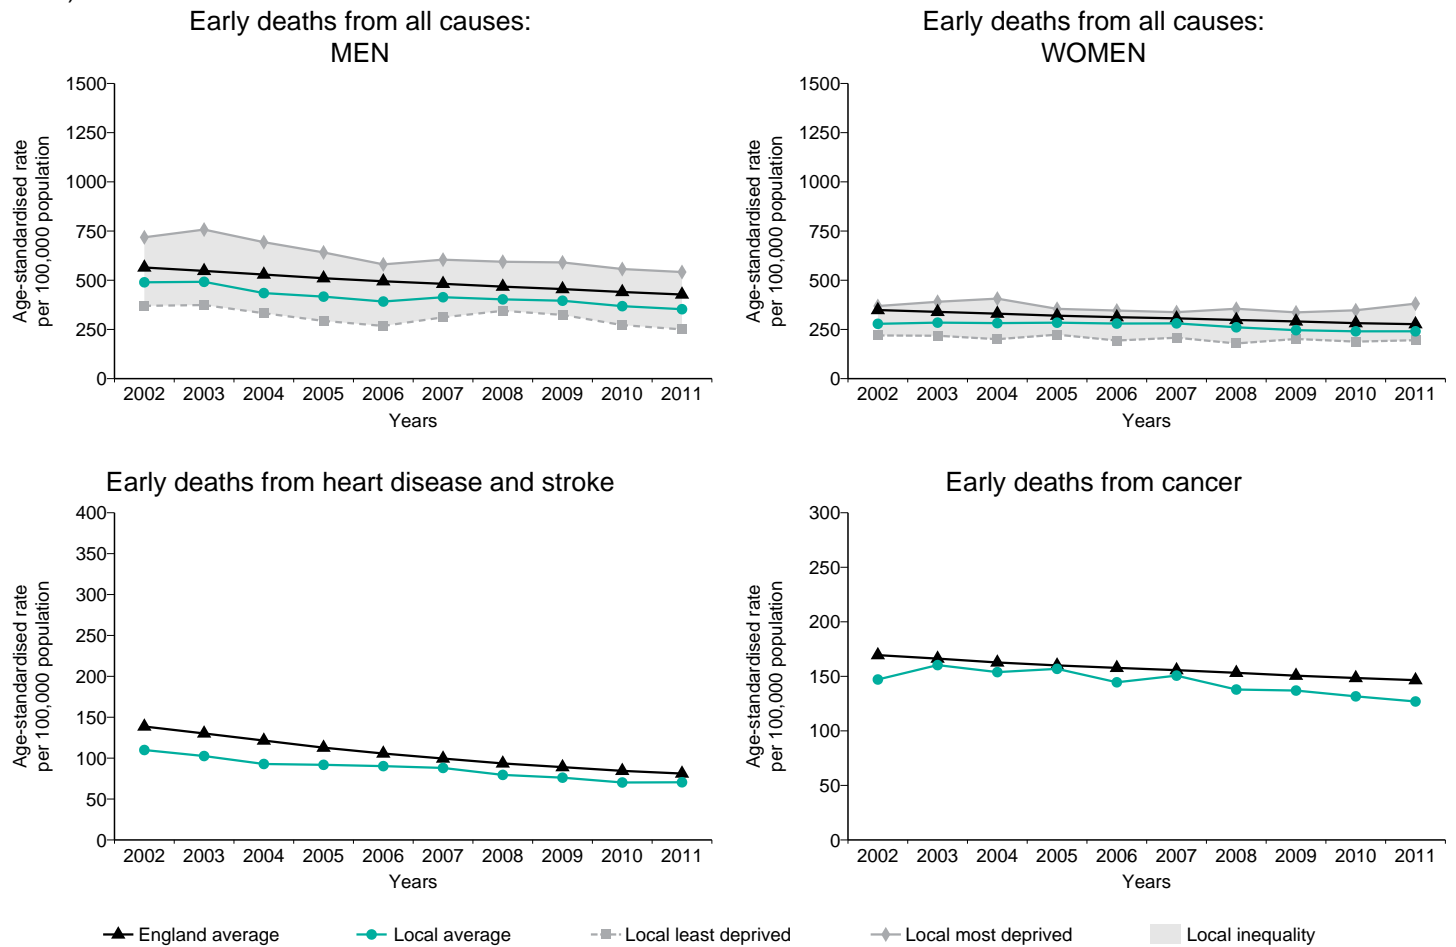 Early deaths from all causes:
MEN
1500
1250
1000
750
500
250
0
Age-standardised rate
per 100,000 population
2002 2003 2004 2005 2006 2007 2008 2009 2010 2011
Years
Early deaths from all causes:
WOMEN
1500
1250
1000
750
500
250
0
Age-standardised rate
per 100,000 population
2002 2003 2004 2005 2006 2007 2008 2009 2010 2011
Years
Early deaths from heart disease and stroke
400
350
300
250
200
150
100
50
0
Age-standardised rate
per 100,000 population
2002 2003 2004 2005 2006 2007 2008 2009 2010 2011
Years
Early deaths from cancer
300
250
200
150
100
50
0
Age-standardised rate
per 100,000 population
2002 2003 2004 2005 2006 2007 2008 2009 2010 2011
Years
England average
Local average
Local least deprived
Local most deprived
Local inequality